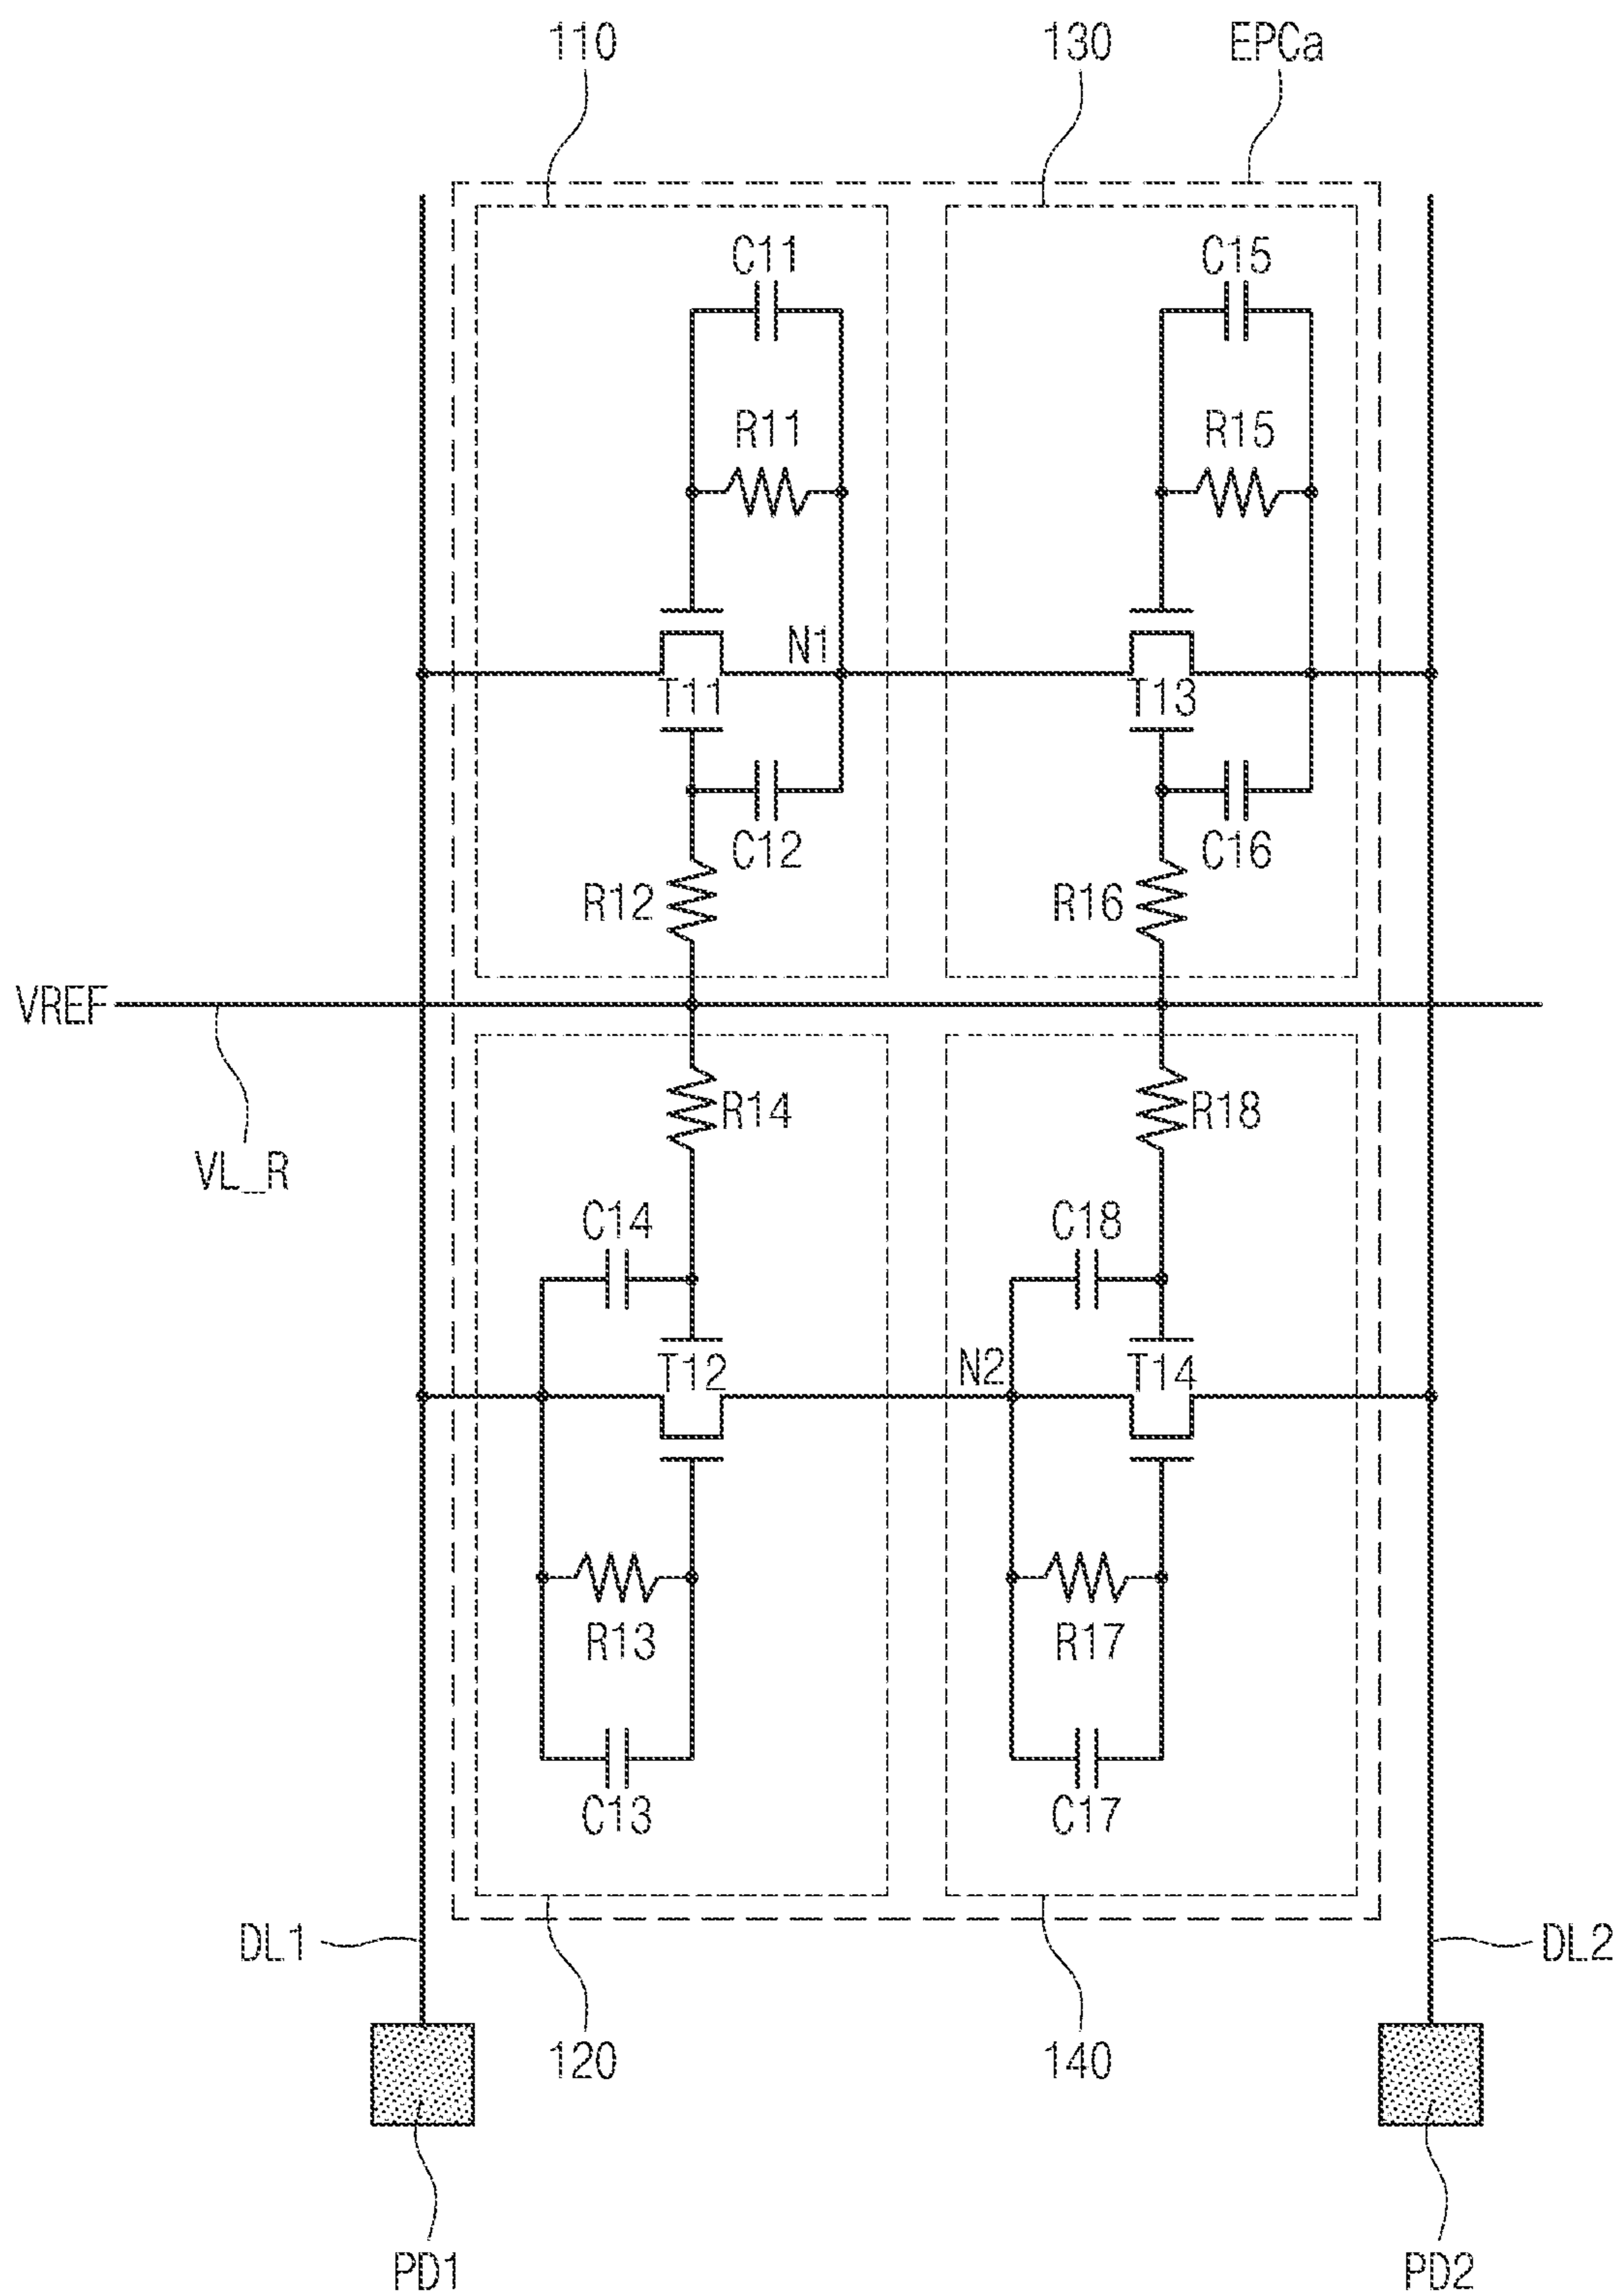 110 130 EPCa
C11 C15
R11 R15
N1
T11 T13
C12 C16
R12 R16
VREF
R14 R18
VL_R
C14 C18
T12 N2 T14
R13 R17
C13 C17
DL1 DL2
120 140
PD1 PD2